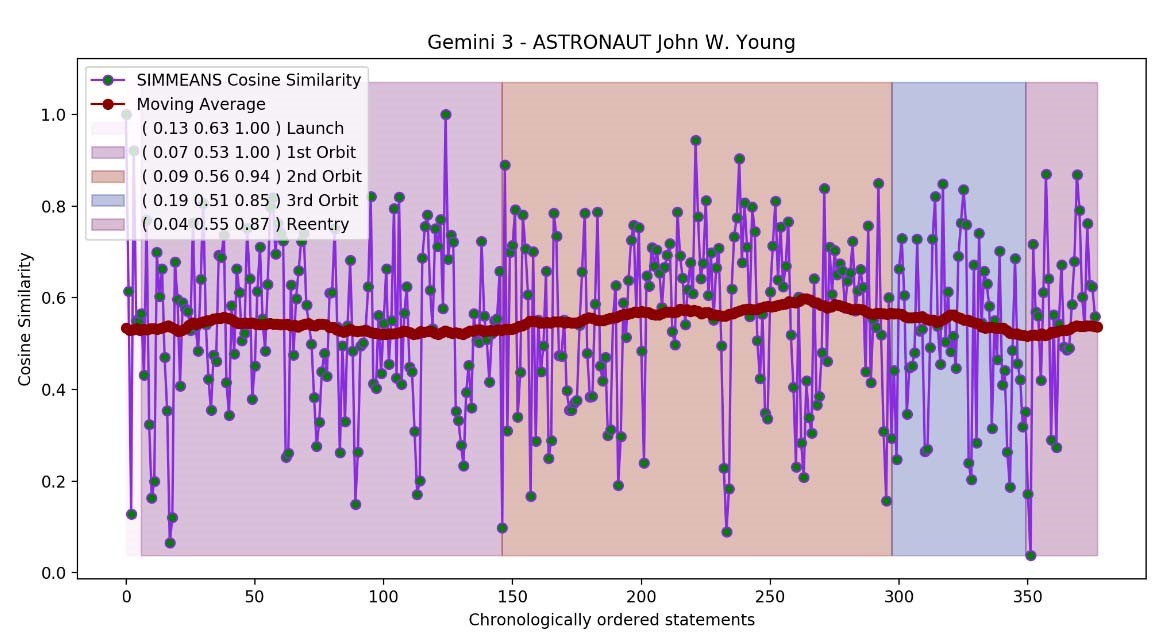 Gemini 3 - ASTRONAUT John W. Young
SIMMEANS Cosine Similarity
Moving Average
( 0.13 0.63 1.00 ) Launch
( 0.07 0.53 1.00 ) 1st Orbit
( 0.09 0.56 0.94 ) 2nd Orbit
( 0.19 0.51 0.85 ) 3rd Orbit
( 0.04 0.55 0.87 ) Reentry
Cosine Similarity
1.0
0.8
0.6
0.4
0.2
0.0
0 50 100 150 200 250 300 350
Chronologically ordered statements